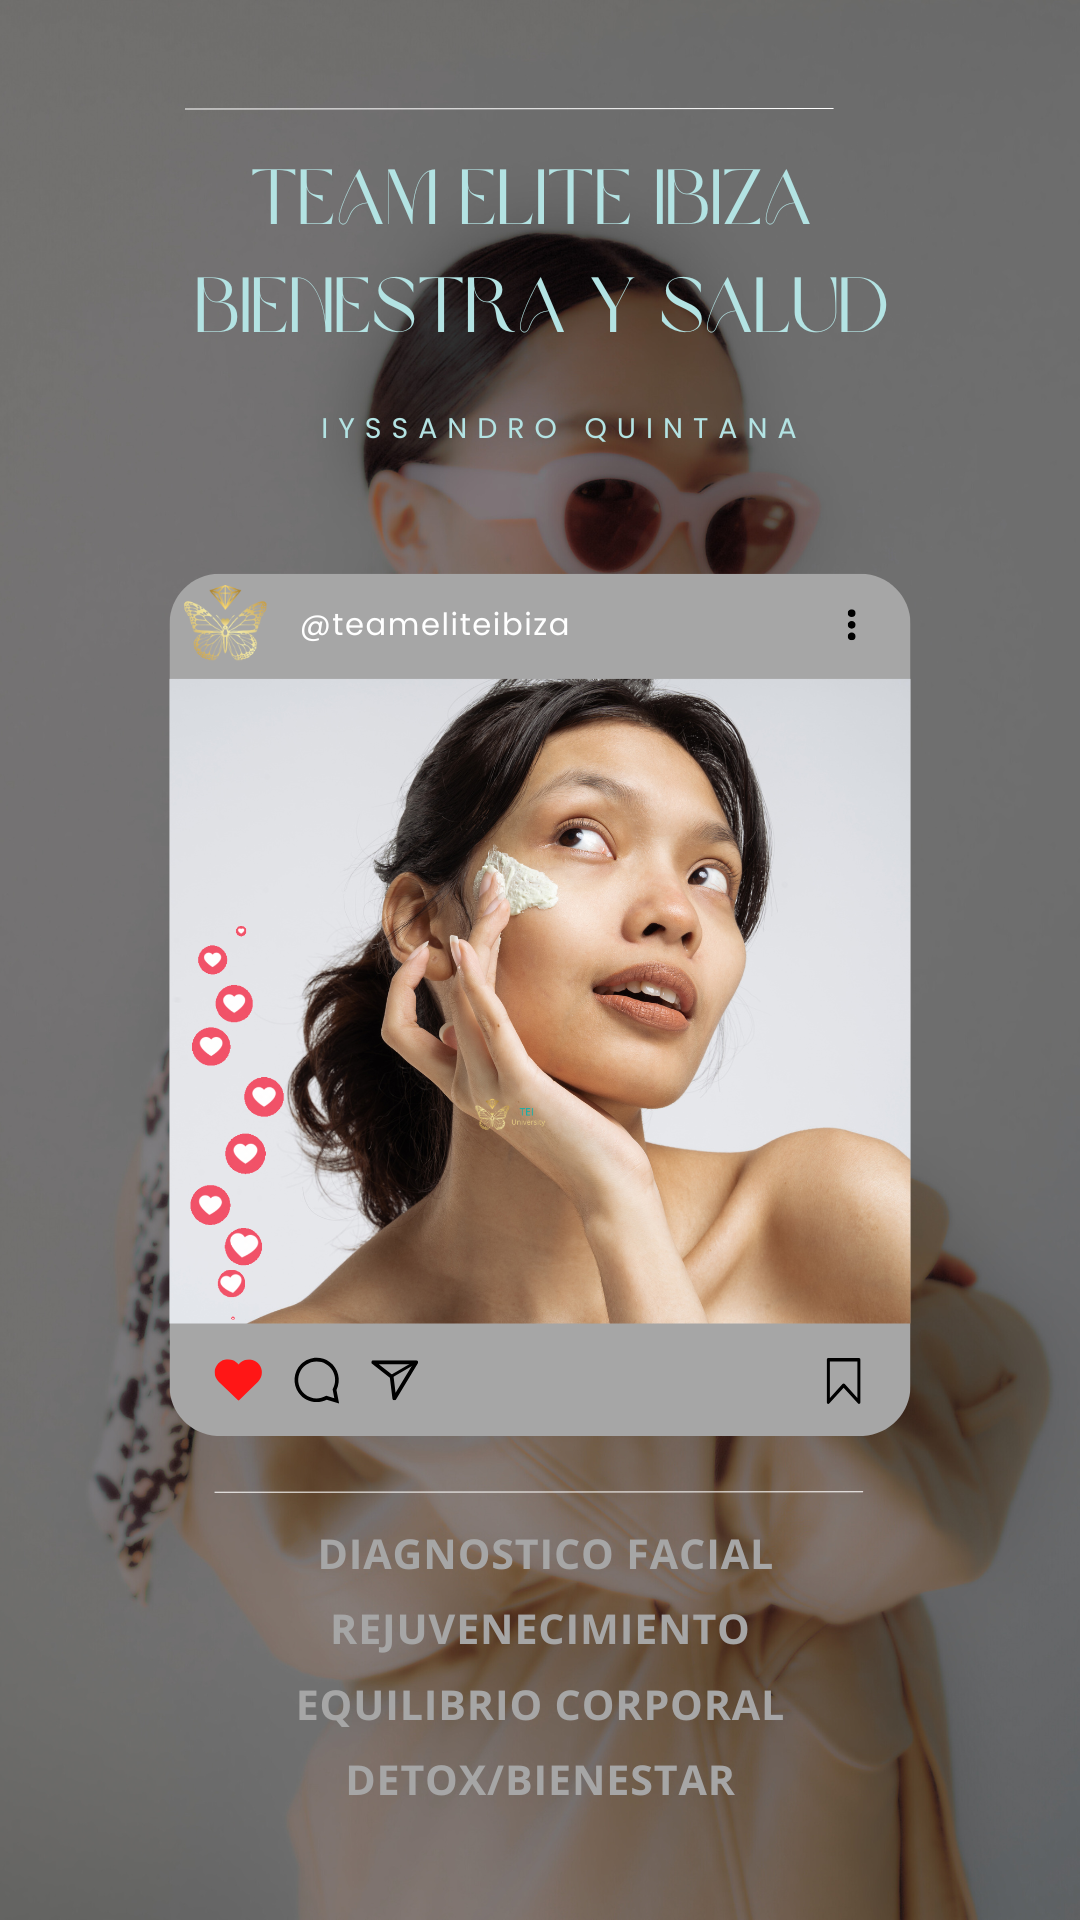 TEAM ELITE IBIZA
BIENESTRA Y SALUD
IYSSANDRO QUINTANA
@teameliteibiza
TEI
University
DIAGNOSTICO FACIAL
REJUVENECIMIENTO
EQUILIBRIO CORPORAL
DETOX/BIENESTAR